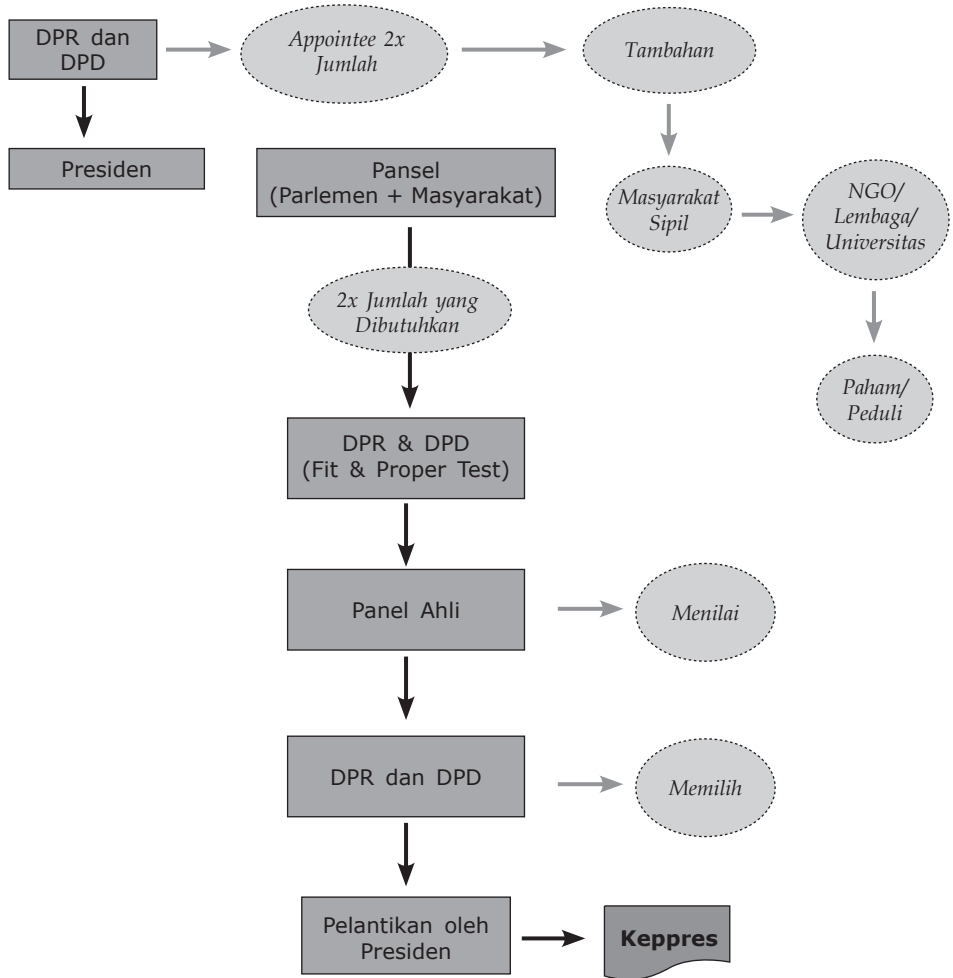 DPR dan
DPD
Appointee 2x
Jumlah
Tambahan
Presiden
Pansel
(Parlemen + Masyarakat)
Masyarakat
Sipil
NGO/
Lembaga/
Universitas
2x Jumlah yang
Dibutuhkan
Paham/
Peduli
DPR & DPD
(Fit & Proper Test)
Panel Ahli
Menilai
DPR dan DPD
Memilih
Pelantikan oleh
Presiden
Keppres